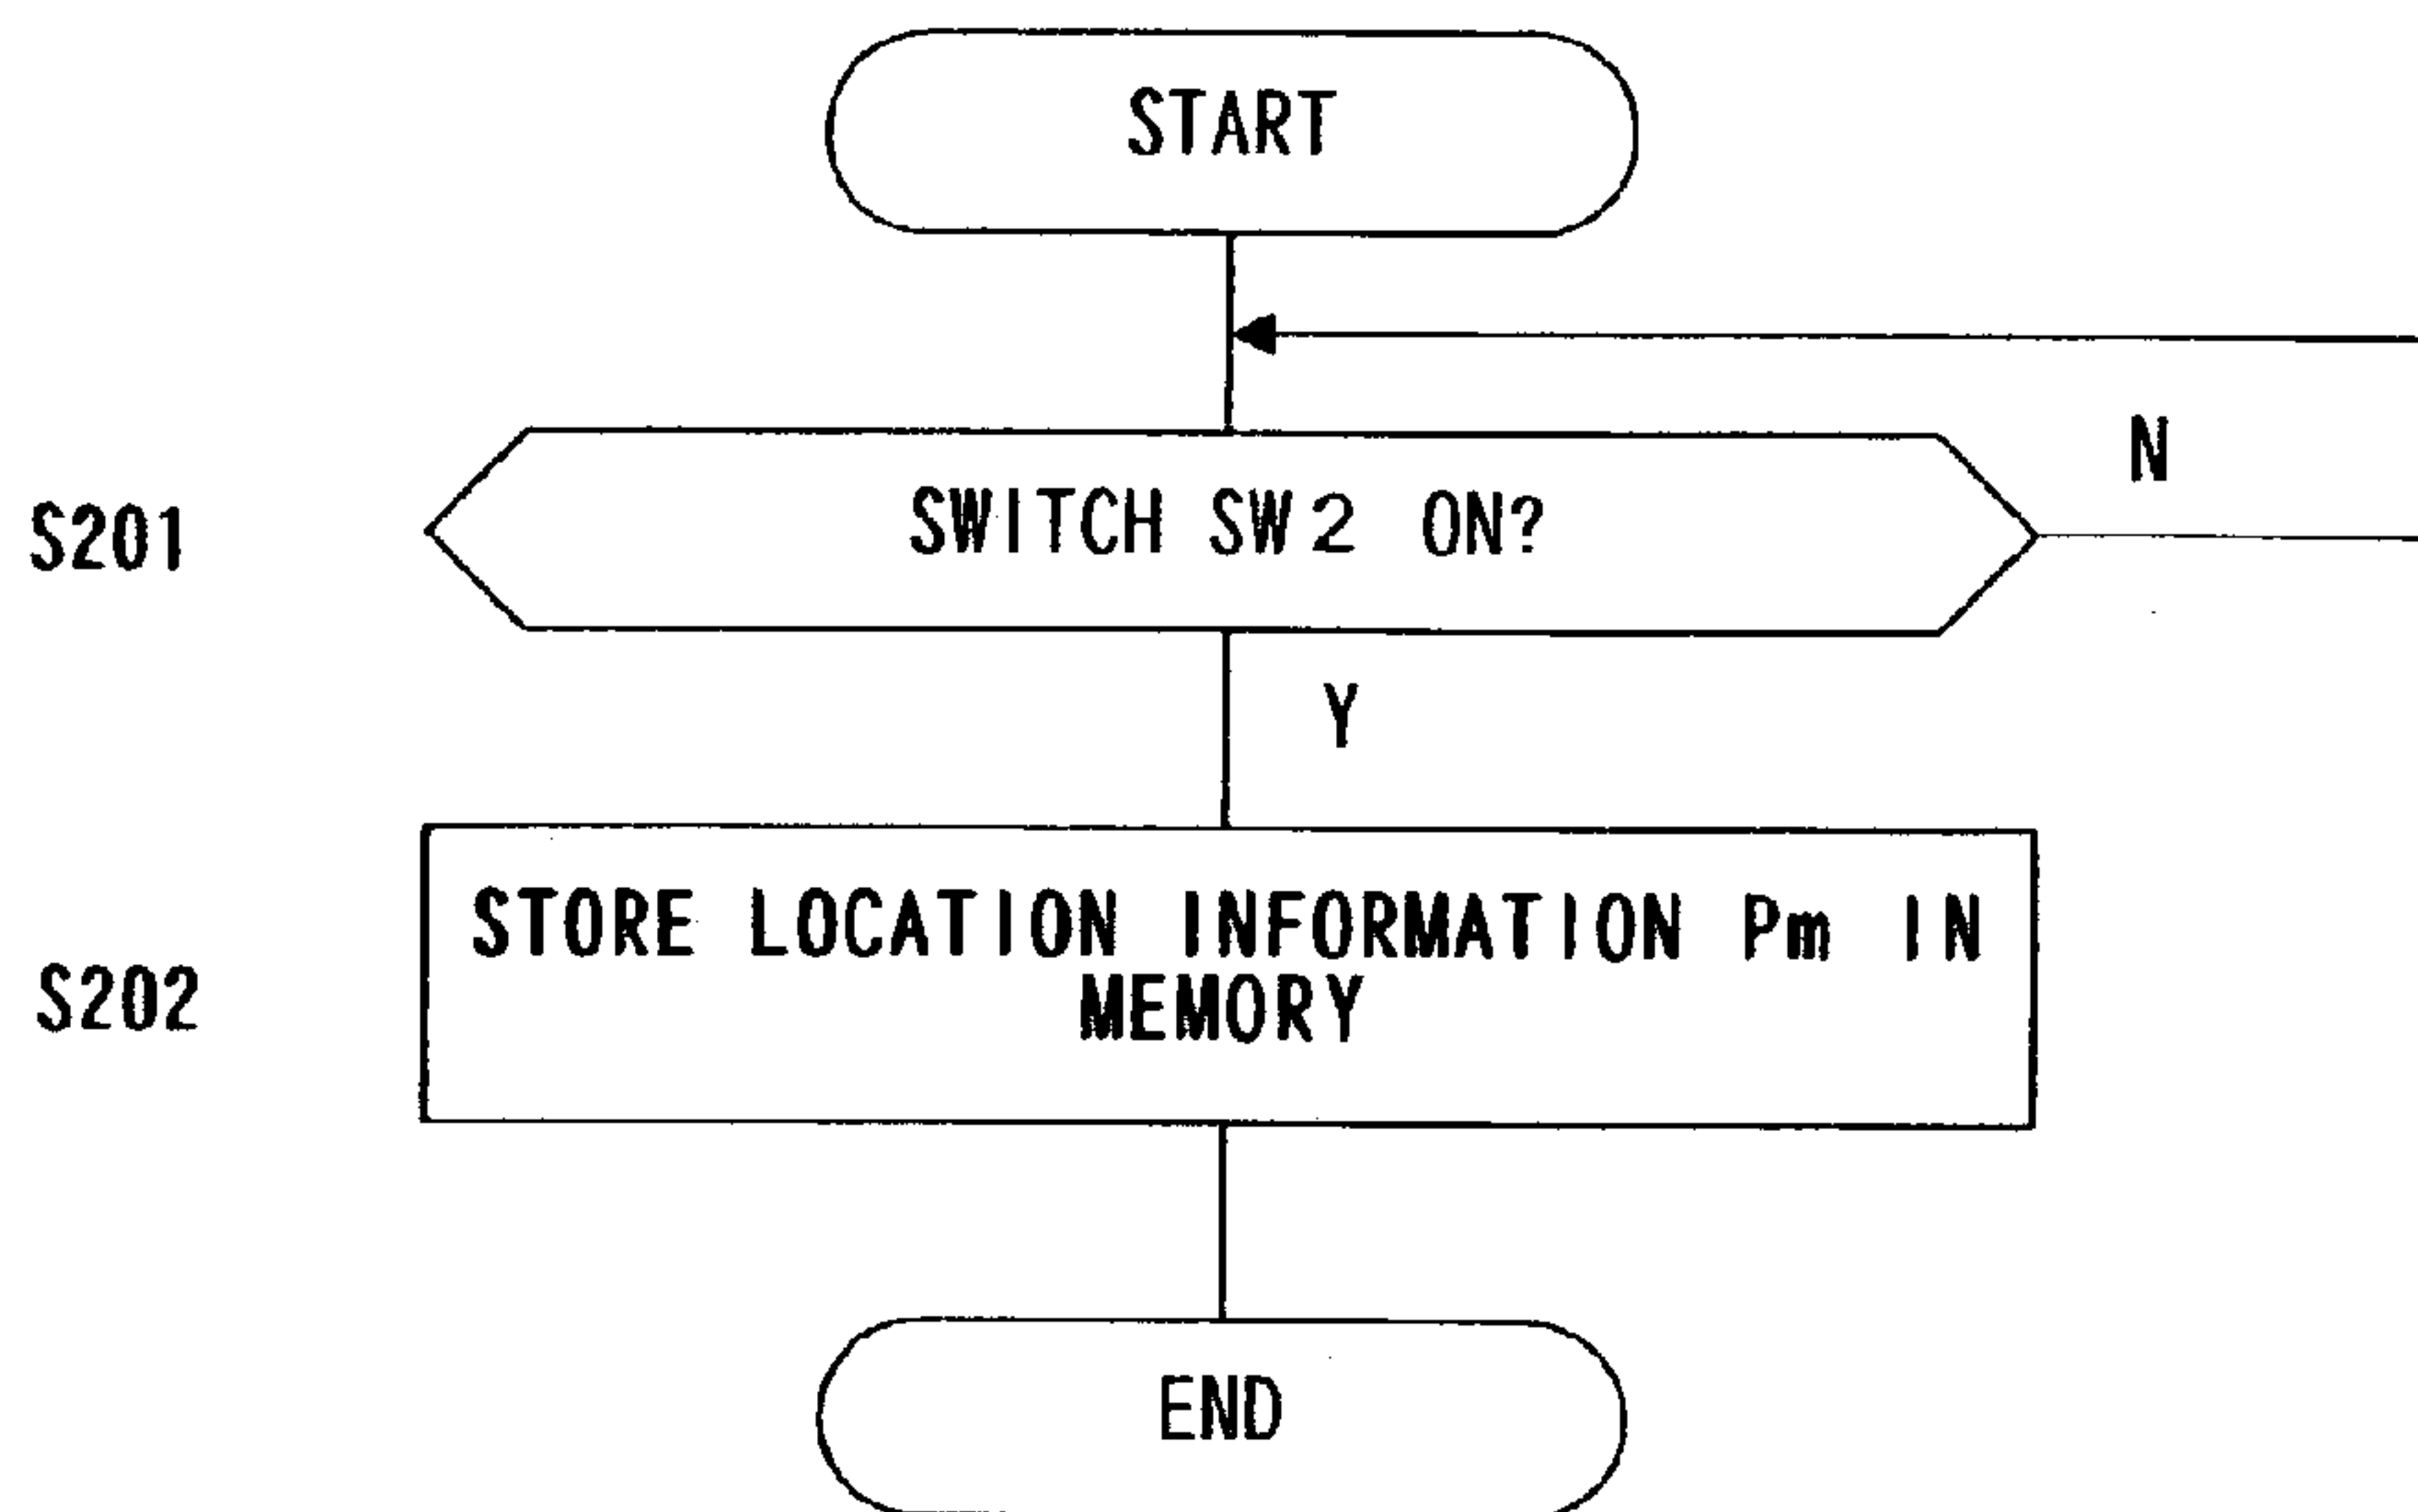 START
N
S201
SWITCH SW2 ON?
Y
STORE LOCATION INFORMATION Pm IN
MEMORY
S202
END